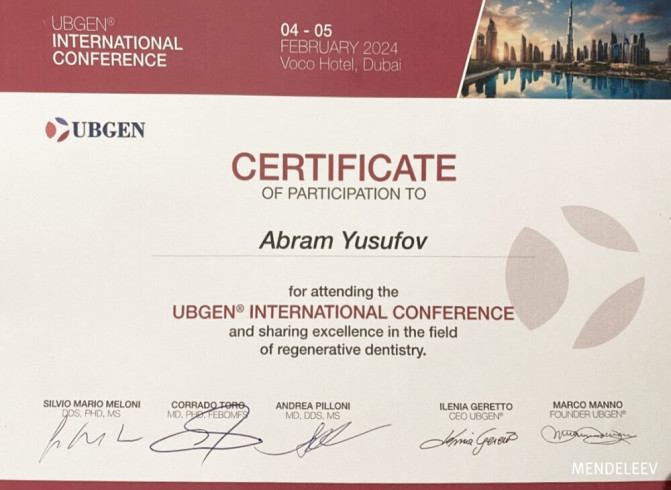 UBGEN®
INTERNATIONAL
CONFERENCE
04 - 05
FEBRUARY 2024
Voco Hotel, Dubai
UBGEN
CERTIFICATE
OF PARTICIPATION TO
Abram Yusufov
for attending the
UBGEN® INTERNATIONAL CONFERENCE
and sharing excellence in the field
of regenerative dentistry.
SILVIO MARIO MELONI
DDS, PHD, MS
CORRADO TORO
MD, PHD, FEBOMFS
ANDREA PILLONI
MD, DDS, MS
ILENIA GERETTO
CEO UBGEN®
MARCO MANNO
FOUNDER UBGEN®
Ilenia Geretto
MENDELEEV